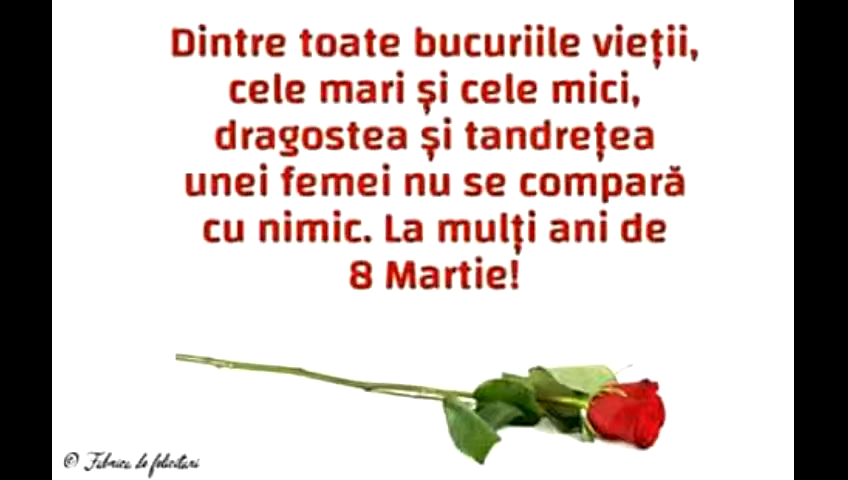 Dintre toate bucuriile vieții,
cele mari și cele mici,
dragostea și tandrețea
unei femei nu se compară
cu nimic. La mulți ani de
8 Martie!
© Fabrica de felicitari